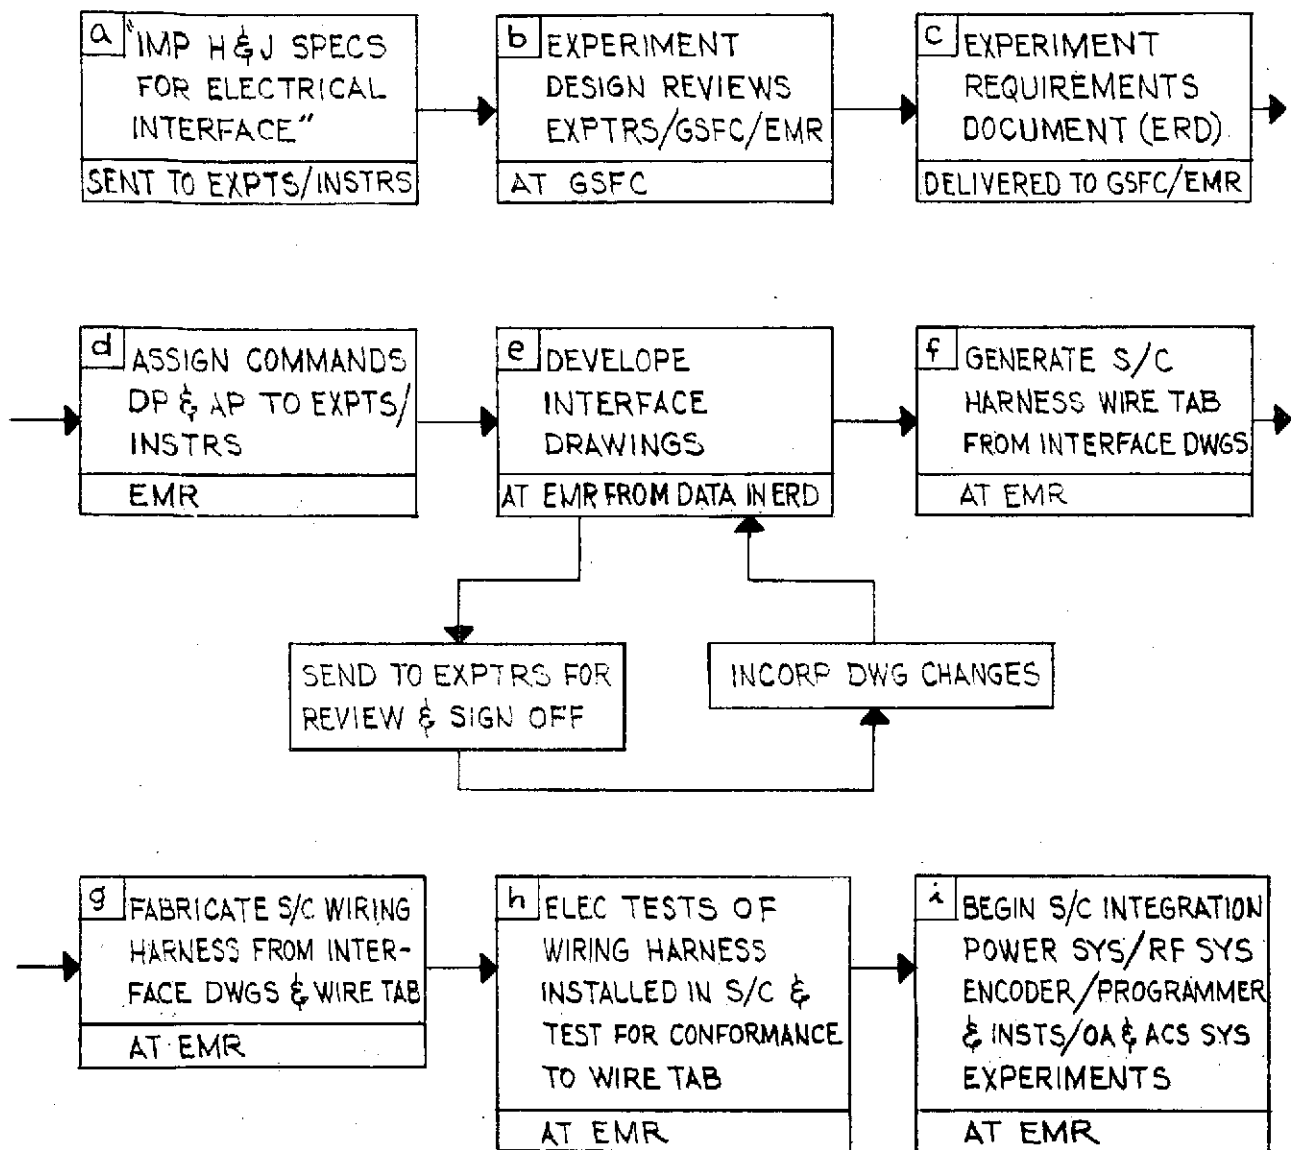 a "IMP H & J SPECS
FOR ELECTRICAL
INTERFACE"
SENT TO EXPTS/INSTRS
b EXPERIMENT
DESIGN REVIEWS
EXPTRS/GSFC/EMR
AT GSFC
c EXPERIMENT
REQUIREMENTS
DOCUMENT (ERD)
DELIVERED TO GSFC/EMR
d ASSIGN COMMANDS
DP & AP TO EXPTS/
INSTRS
EMR
e DEVELOPE
INTERFACE
DRAWINGS
AT EMR FROM DATA IN ERD
f GENERATE S/C
HARNESS WIRE TAB
FROM INTERFACE DWGS
AT EMR
SEND TO EXPTRS FOR
REVIEW & SIGN OFF
INCORP DWG CHANGES
g FABRICATE S/C WIRING
HARNESS FROM INTER-
FACE DWGS & WIRE TAB
AT EMR
h ELEC TESTS OF
WIRING HARNESS
INSTALLED IN S/C &
TEST FOR CONFORMANCE
TO WIRE TAB
AT EMR
i BEGIN S/C INTEGRATION
POWER SYS/RF SYS
ENCODER/PROGRAMMER
& INSTS/OA & ACS SYS
EXPERIMENTS
AT EMR